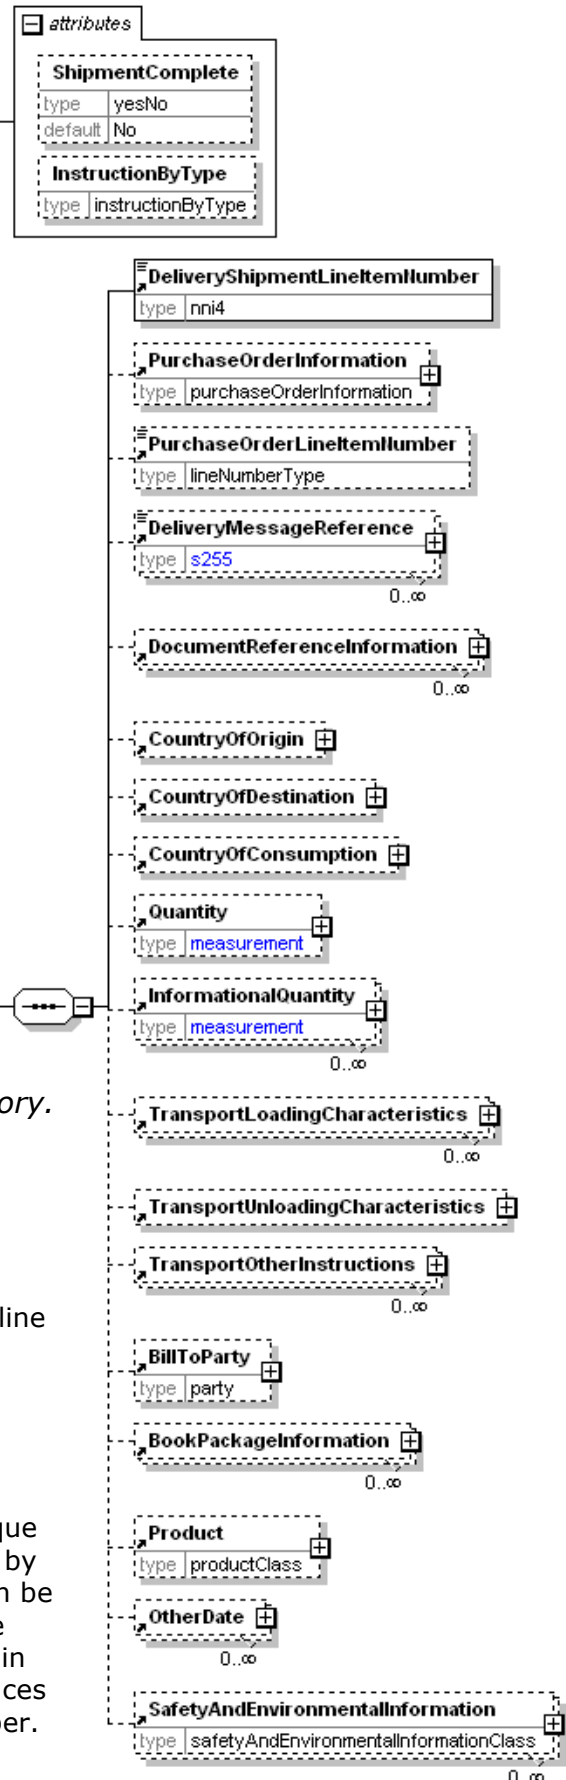 attributes
ShipmentComplete
type yesNo
default No
InstructionByType
type instructionByType
DeliveryShipmentLineItemNumber
type nni4
PurchaseOrderInformation
type purchaseOrderInformation
PurchaseOrderLineItemNumber
type lineNumberType
DeliveryMessageReference
type s255
0..∞
DocumentReferenceInformation
0..∞
CountryOfOrigin
CountryOfDestination
CountryOfConsumption
Quantity
type measurement
InformationalQuantity
type measurement
0..∞
ory.
TransportLoadingCharacteristics
0..∞
TransportUnloadingCharacteristics
TransportOtherInstructions
0..∞
line
BillToParty
type party
BookPackageInformation
0..∞
que
by
n be
e
in
ces
ber.
Product
type productClass
OtherDate
0..∞
SafetyAndEnvironmentalInformation
type safetyAndEnvironmentalInformationClass
0..∞